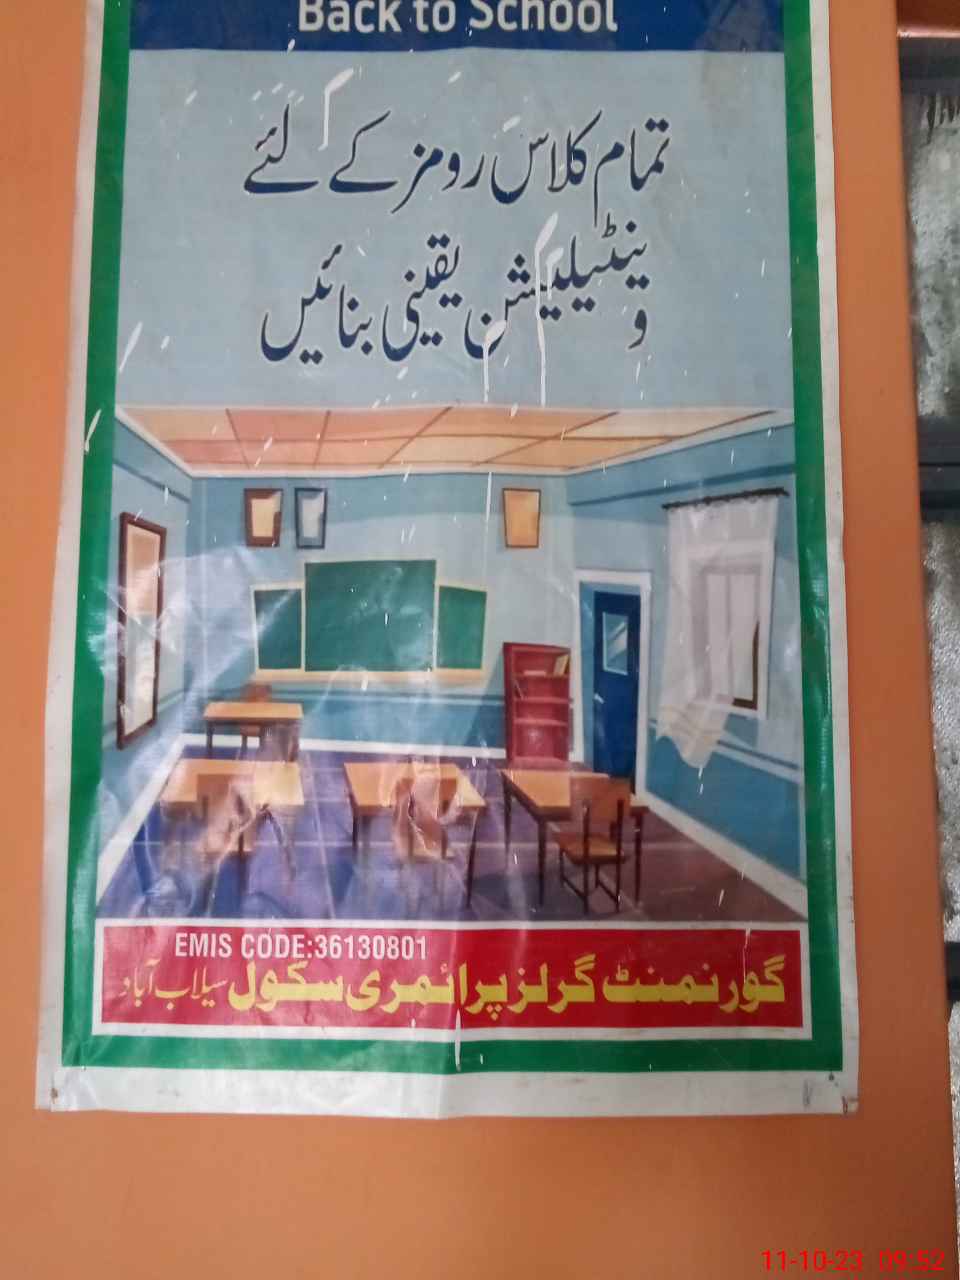 Back to School
تمام کلاس رومز کے لئے
وینٹیلیشن یقینی بنائیں
EMIS CODE:36130801
گورنمنٹ گرلز پرائمری سکول سیلاب آباد
11-10-23 09:52